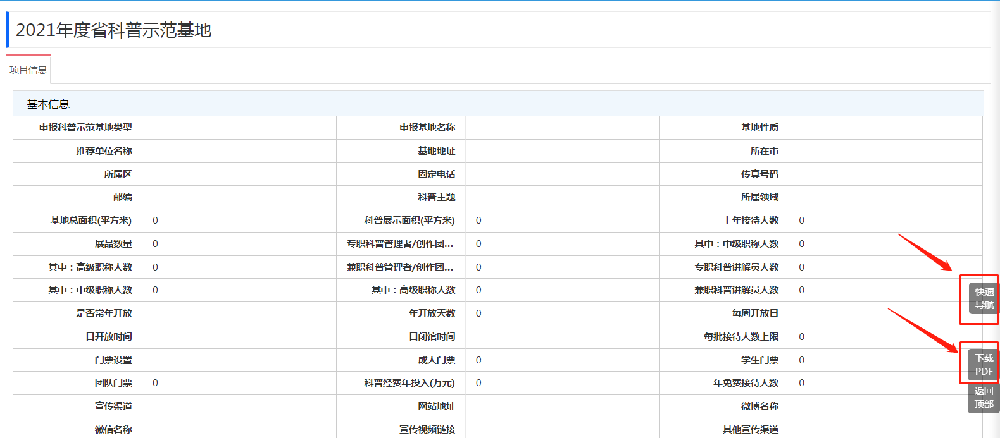 2021年度省科普示范基地
项目信息
基本信息
申报科普示范基地类型 申报基地名称 基地性质
推荐单位名称 基地地址 所在市
所属区 固定电话 传真号码
邮编 科普主题 所属领域
基地总面积(平方米) 0 科普展示面积(平方米) 0 上年接待人数 0
展品数量 0 专职科普管理者/创作团... 0 其中：中级职称人数 0
其中：高级职称人数 0 兼职科普管理者/创作团... 0 专职科普讲解员人数 0
其中：中级职称人数 0 其中：高级职称人数 0 兼职科普讲解员人数 0
快速
导航
是否常年开放 年开放天数 0 每周开放日
日开放时间 日闭馆时间 每批接待人数上限 0
门票设置 成人门票 0 学生门票 0
下载
PDF
团队门票 0 科普经费年投入(万元) 0 年免费接待人数 0
返回
顶部
宣传渠道 网站地址 微博名称
微信名称 宣传视频链接 其他宣传渠道